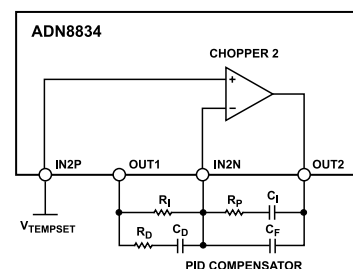 ADN8834
CHOPPER 2
+
−
IN2P
OUT1
IN2N
OUT2
VTEMPSET
RI
RP
CI
RD
CD
CF
PID COMPENSATOR